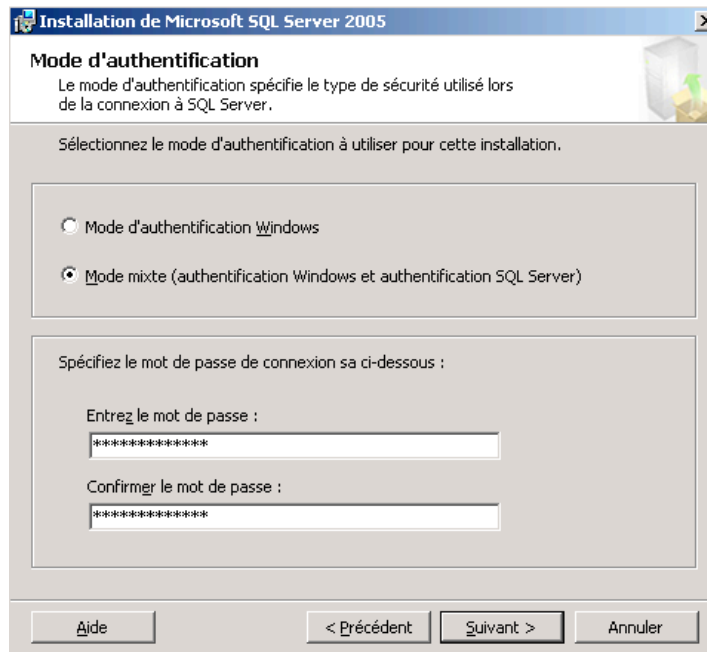 Installation de Microsoft SQL Server 2005
Mode d'authentification
Le mode d'authentification spécifie le type de sécurité utilisé lors
de la connexion à SQL Server.
Sélectionnez le mode d'authentification à utiliser pour cette installation.
Mode d'authentification Windows
Mode mixte (authentification Windows et authentification SQL Server)
Spécifiez le mot de passe de connexion sa ci-dessous :
Entrez le mot de passe :
*************
Confirmer le mot de passe :
*************
Aide
< Précédent
Suivant >
Annuler